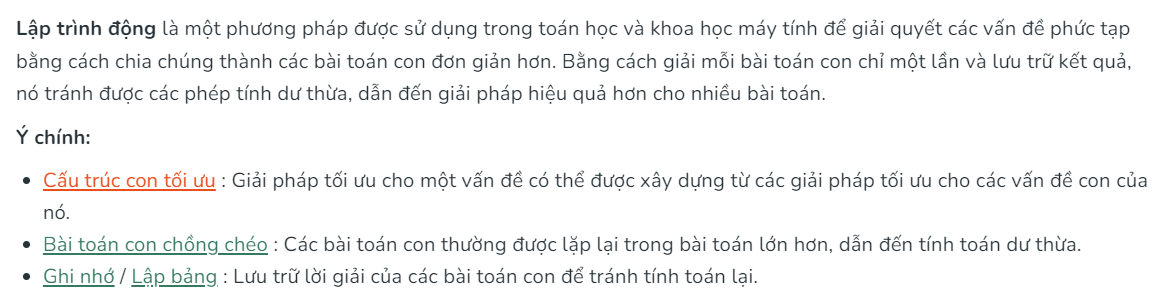 Lập trình động là một phương pháp được sử dụng trong toán học và khoa học máy tính để giải quyết các vấn đề phức tạp
bằng cách chia chúng thành các bài toán con đơn giản hơn. Bằng cách giải mỗi bài toán con chỉ một lần và lưu trữ kết quả,
nó tránh được các phép tính dư thừa, dẫn đến giải pháp hiệu quả hơn cho nhiều bài toán.
Ý chính:
• Cấu trúc con tối ưu : Giải pháp tối ưu cho một vấn đề có thể được xây dựng từ các giải pháp tối ưu cho các vấn đề con của
nó.
• Bài toán con chồng chéo : Các bài toán con thường được lặp lại trong bài toán lớn hơn, dẫn đến tính toán dư thừa.
• Ghi nhớ / Lập bảng : Lưu trữ lời giải của các bài toán con để tránh tính toán lại.